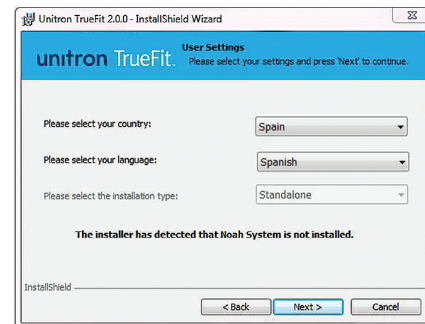 Unitron TrueFit 2.0.0 - InstallShield Wizard
User Settings
unitron TrueFit. Please select your settings and press 'Next' to continue.
Please select your country: Spain
Please select your language: Spanish
Please select the installation type: Standalone
The installer has detected that Noah System is not installed.
InstallShield
< Back Next > Cancel